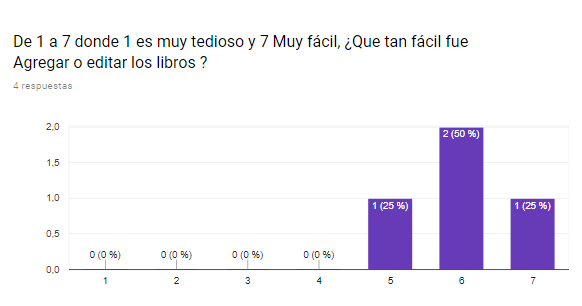 De 1 a 7 donde 1 es muy tedioso y 7 Muy fácil, ¿Que tan fácil fue
Agregar o editar los libros ?
4 respuestas
2,0
1,5
1,0
0,5
0,0
0 (0 %)
0 (0 %)
0 (0 %)
0 (0 %)
1 (25 %)
2 (50 %)
1 (25 %)
1
2
3
4
5
6
7